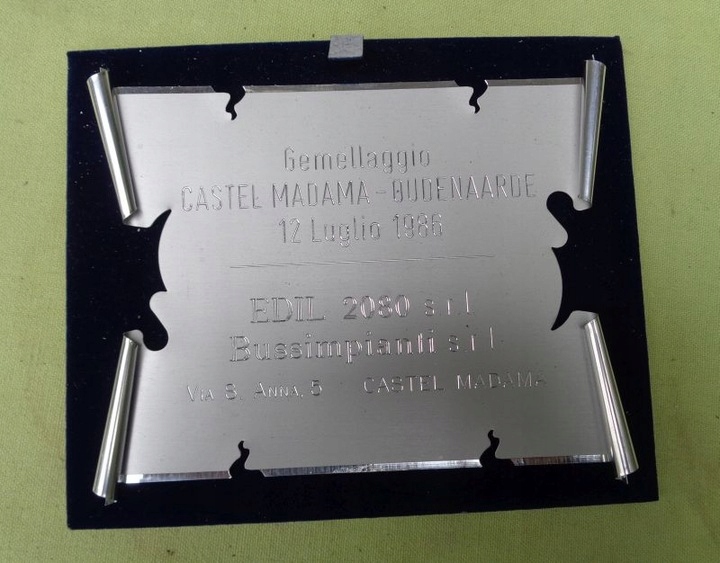 Gemellaggio
CASTEL MADAMA - OUDENAARDE
12 Luglio 1986
EDIL 2080 s.r.l.
Bussimpianti s.r.l.
VIA S. ANNA, 5 CASTEL MADAMA